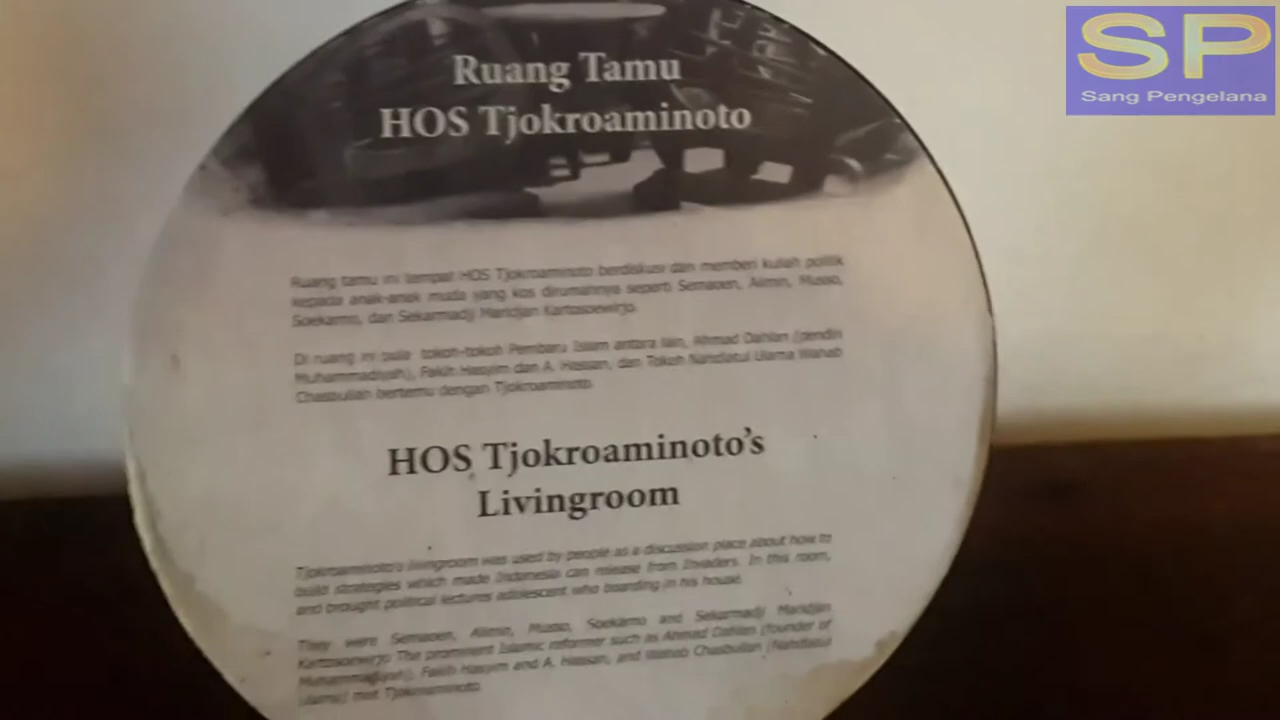 SP
Sang Pengelana
Ruang Tamu
HOS Tjokroaminoto
Ruang tamu ini tempat HOS Tjokroaminoto berdiskusi dan memberi kuliah politik
kepada anak-anak muda yang kos dirumahnya seperti Semaoen, Alimin, Musso,
Soekarno, dan Sekarmadji Maridjan Kartosoewirjo.
Di ruang ini pula tokoh-tokoh Pembaru Islam antara lain, Ahmad Dahlan (pendiri
Muhammadiyah), Fakih Hasyim dan A. Hassan, dan Tokoh Nahdlatul Ulama Wahab
Chasbullah bertemu dengan Tjokroaminoto.
HOS Tjokroaminoto's
Livingroom
Tjokroaminoto's livingroom was used by people as a discussion place about how to
build strategies which made Indonesia can release from Invaders. In this room,
and brought political lectures adolescent who boarding in his house.
They were Semaoen, Alimin, Musso, Soekarno and Sekarmadji Maridjan
Kartosoewirjo. The prominent Islamic reformer such as Ahmad Dahlan (founder of
Muhammadiyah), Fakih Hasyim and A. Hassan, and Wahab Chasbullah (Nahdlatul
Ulama) met Tjokroaminoto.